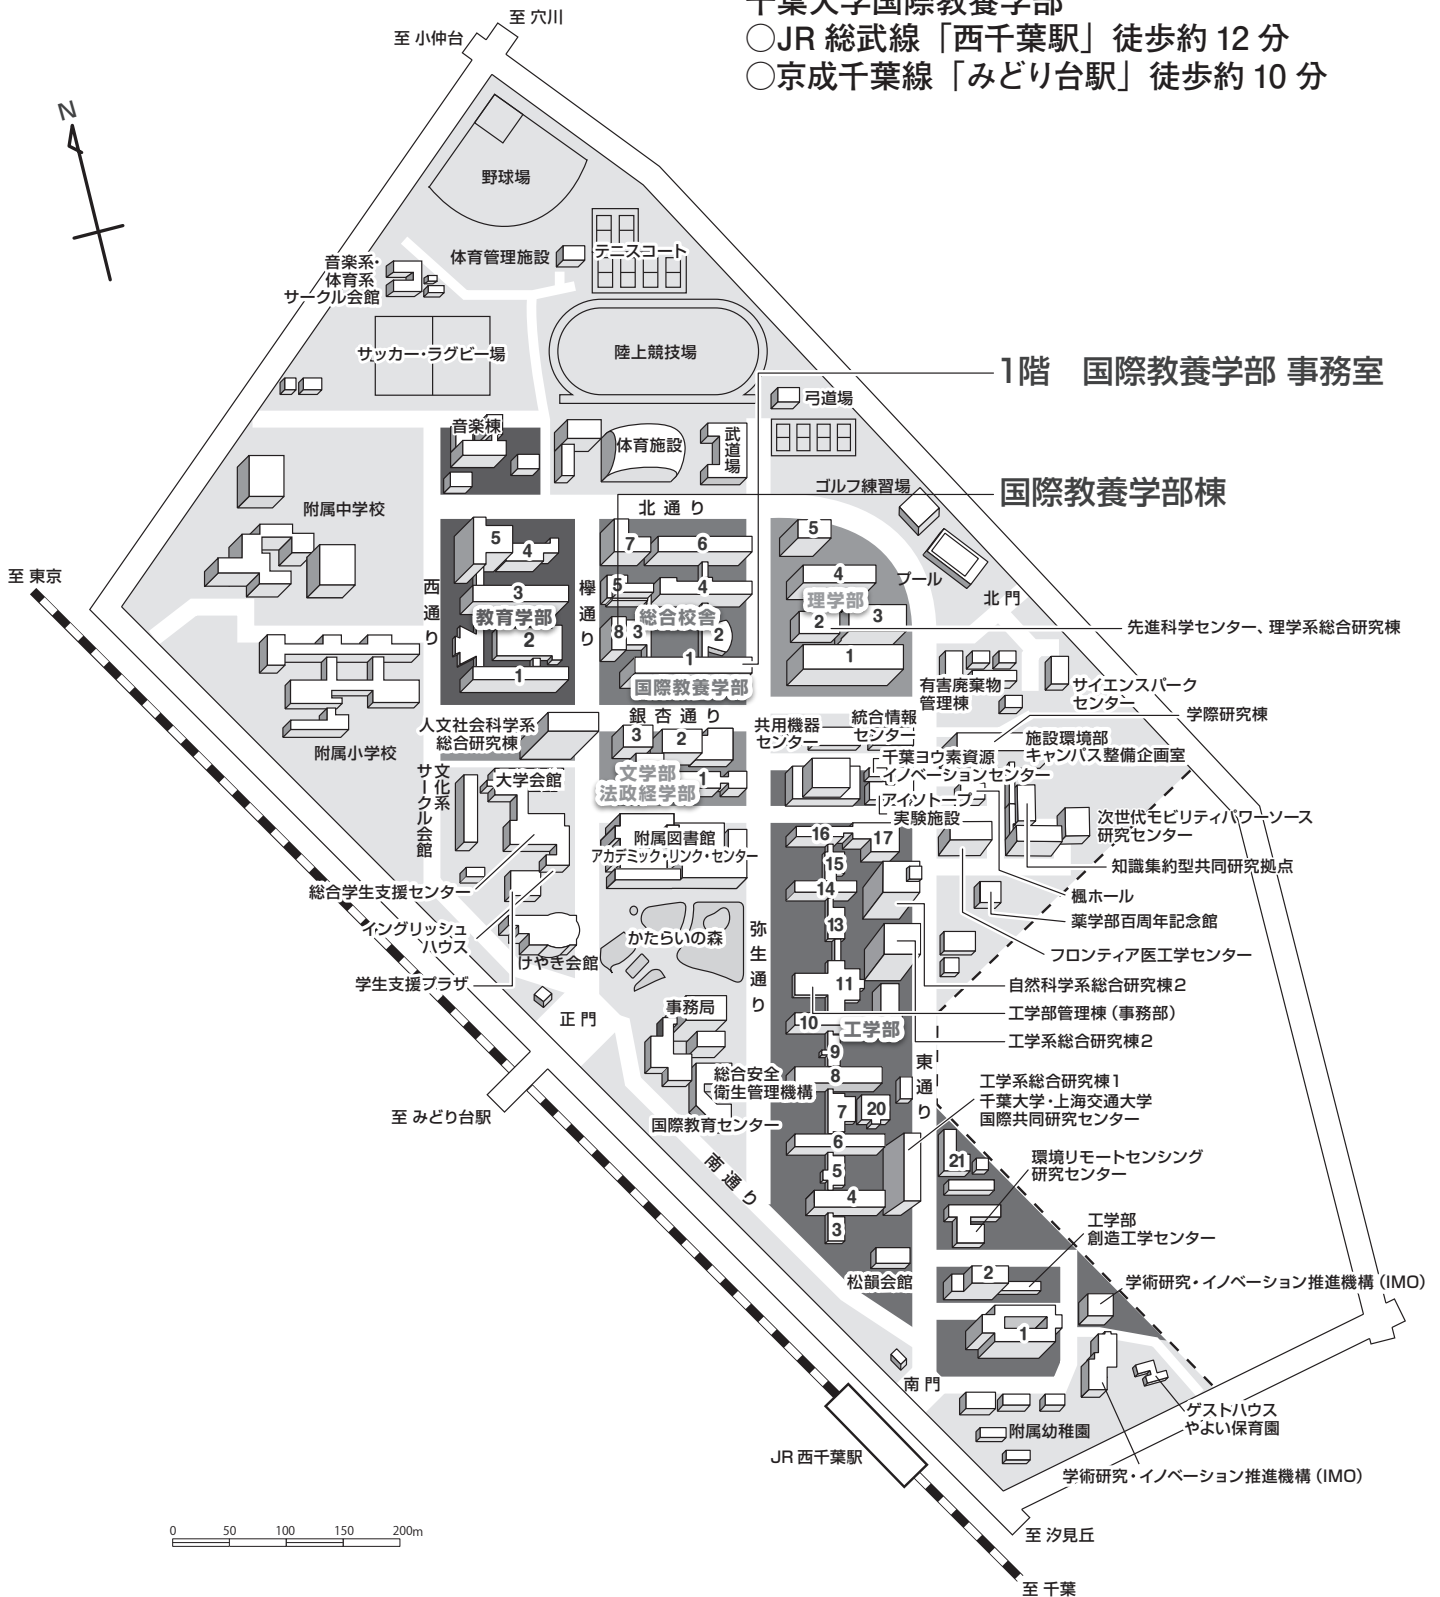 千葉大学国際教養学部
○JR 総武線「西千葉駅」徒歩約 12 分
○京成千葉線「みどり台駅」徒歩約 10 分
至 穴川
至 小仲台
N
野球場
体育管理施設
テニスコート
音楽系・
体育系
サークル会館
サッカー・ラグビー場
陸上競技場
1階　国際教養学部 事務室
弓道場
音楽棟
体育施設
武道場
ゴルフ練習場
国際教養学部棟
附属中学校
北 通 り
5
4
7
6
5
至 東京
西通り
3
欅通り
5
4
4
プール
教育学部
総合校舎
理学部
北 門
2
8
3
2
2
3
先進科学センター、理学系総合研究棟
1
1
1
国際教養学部
有害廃棄物
管理棟
サイエンスパーク
センター
人文社会科学系
総合研究棟
銀 杏 通 り
共用機器
センター
統合情報
センター
学際研究棟
附属小学校
3
2
施設環境部
キャンパス整備企画室
千葉ヨウ素資源
イノベーションセンター
文化系
サークル会館
大学会館
文学部
法政経学部
1
アイソトープ
実験施設
次世代モビリティパワーソース
研究センター
附属図書館
アカデミック・リンク・センター
16
17
15
知識集約型共同研究拠点
総合学生支援センター
14
楓ホール
イングリッシュ
ハウス
かたらいの森
弥生通り
13
薬学部百周年記念館
けやき会館
フロンティア医工学センター
学生支援プラザ
11
自然科学系総合研究棟2
正 門
事務局
10
工学部
工学部管理棟（事務部）
9
工学系総合研究棟2
総合安全
衛生管理機構
8
東通り
工学系総合研究棟1
千葉大学・上海交通大学
国際共同研究センター
至 みどり台駅
国際教育センター
7
20
6
21
環境リモートセンシング
研究センター
南通り
5
4
3
工学部
創造工学センター
松韻会館
2
学術研究・イノベーション推進機構（IMO）
1
南 門
ゲストハウス
やよい保育園
附属幼稚園
JR 西千葉駅
学術研究・イノベーション推進機構（IMO）
0
50
100
150
200m
至 汐見丘
至 千葉